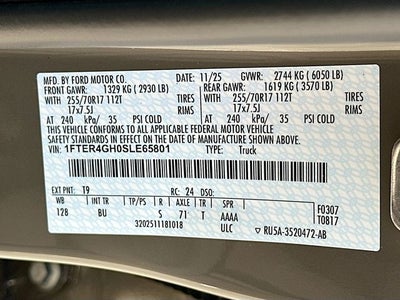 MFD. BY FORD MOTOR CO. 11/25 GVWR: 2744 KG ( 6050 LB)
FRONT GAWR: 1329 KG ( 2930 LB) REAR GAWR: 1619 KG ( 3570 LB)
WITH 255/70R17 112T TIRES WITH 255/70R17 112T TIRES
17x7.5J RIMS 17x7.5J RIMS
AT 240 kPa/ 35 PSI COLD AT 240 kPa/ 35 PSI COLD
THIS VEHICLE CONFORMS TO ALL APPLICABLE FEDERAL MOTOR VEHICLE
SAFETY STANDARDS IN EFFECT ON THE DATE OF MANUFACTURE SHOWN ABOVE.
VIN: 1FTER4GH0SLE65801 TYPE: Truck
EXT PNT: T9 RC: 24 DSO:
WB TP/PS R AXLE TR SPR F0307
128 BU S 71 T AAAA T0817
3202511181018 ULC RU5A-3520472-AB